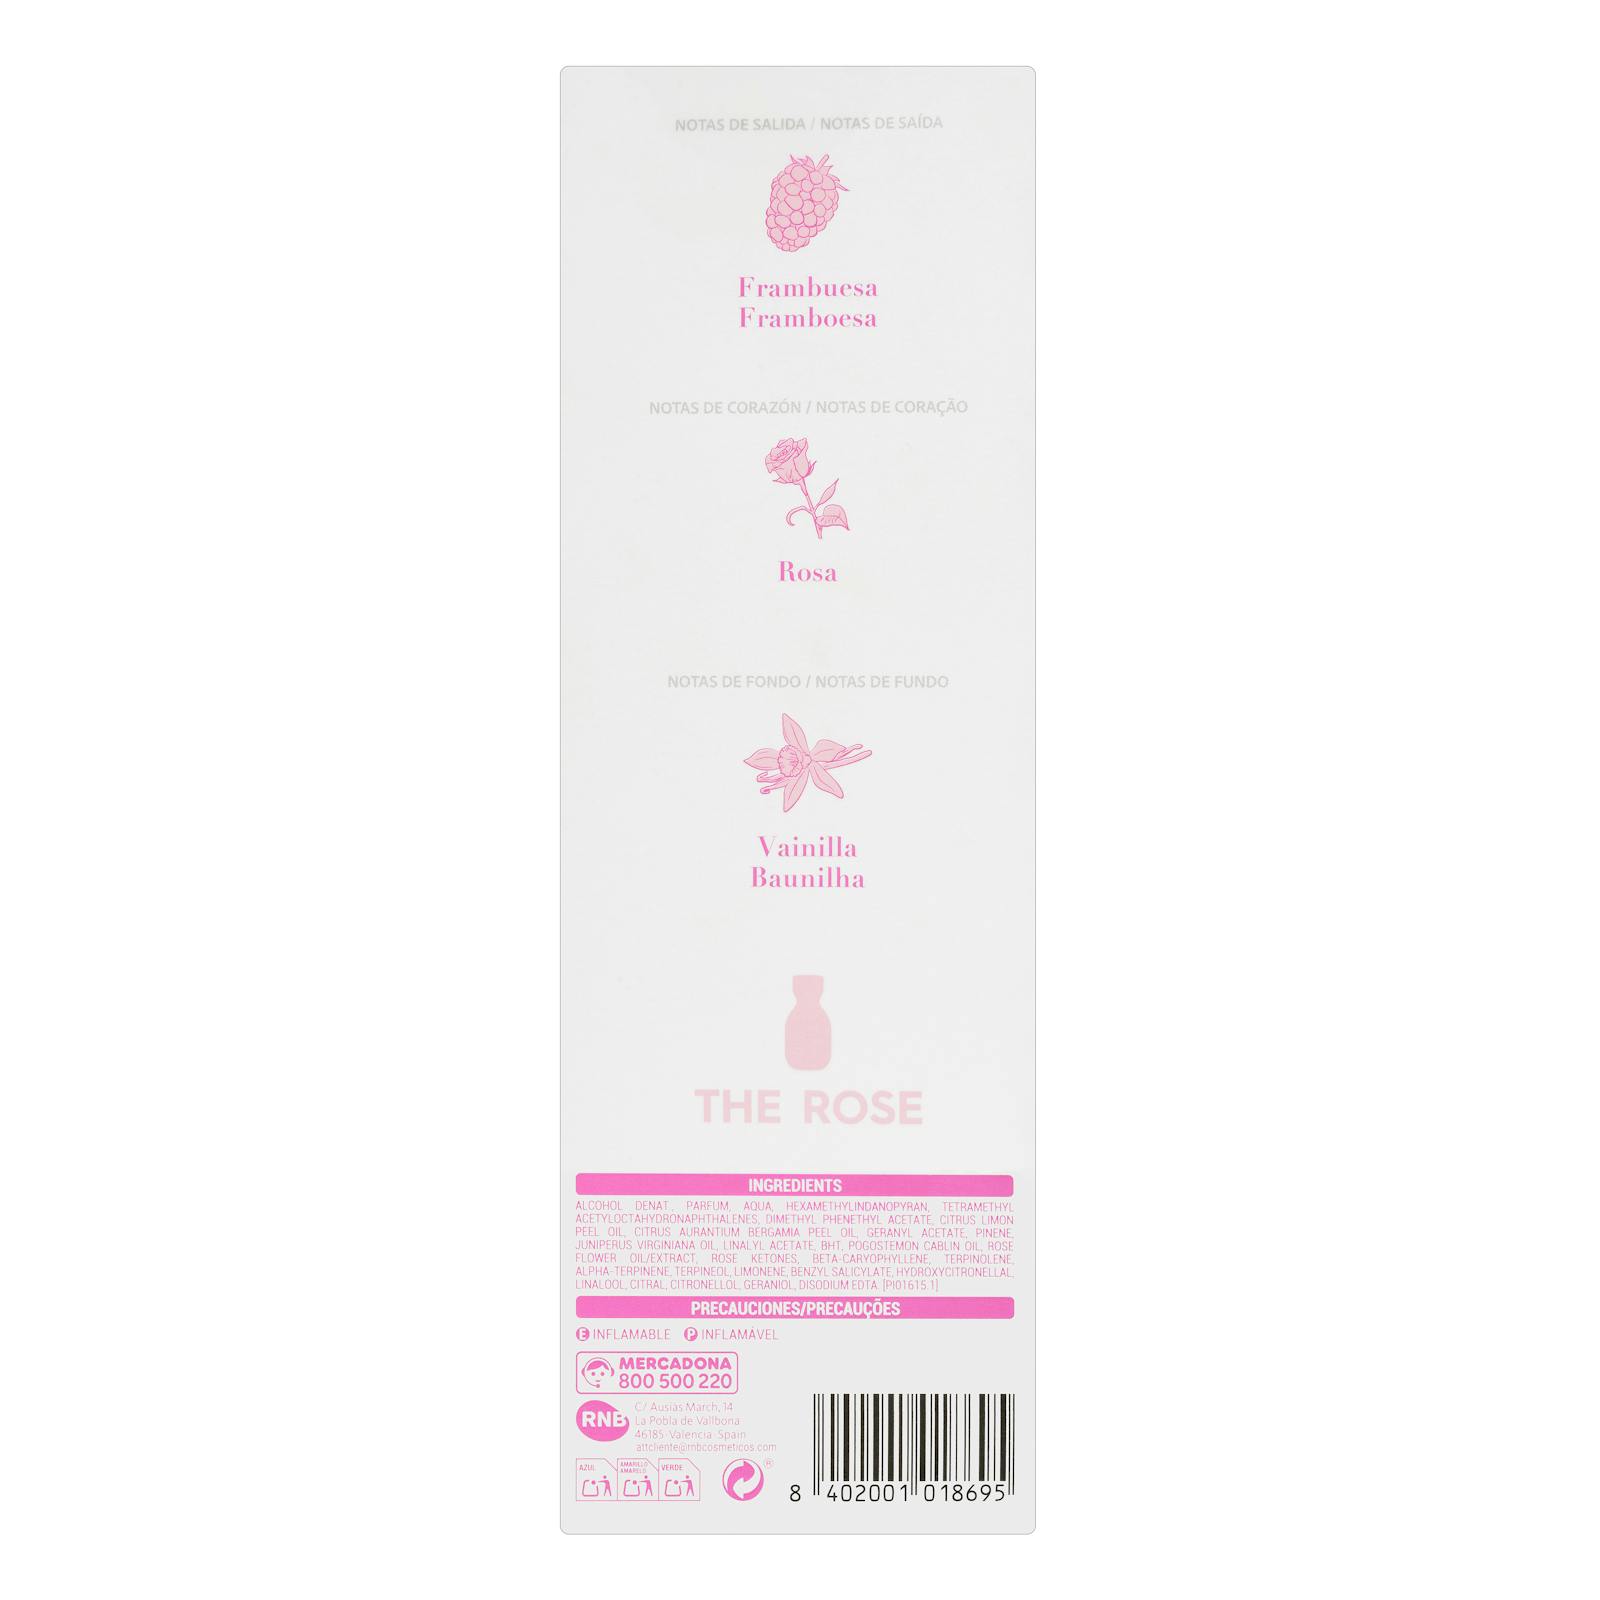 NOTAS DE SALIDA / NOTAS DE SAÍDA
Frambuesa
Framboesa
NOTAS DE CORAZÓN / NOTAS DE CORAÇÃO
Rosa
NOTAS DE FONDO / NOTAS DE FUNDO
Vainilla
Baunilha
THE ROSE
INGREDIENTS
ALCOHOL DENAT., PARFUM, AQUA, HEXAMETHYLINDANOPYRAN, TETRAMETHYL
ACETYLOCTAHYDRONAPHTHALENES, DIMETHYL PHENETHYL ACETATE, CITRUS LIMON
PEEL OIL, CITRUS AURANTIUM BERGAMIA PEEL OIL, GERANYL ACETATE, PINENE,
JUNIPERUS VIRGINIANA OIL, LINALYL ACETATE, BHT, POGOSTEMON CABLIN OIL, ROSE
FLOWER OIL/EXTRACT, ROSE KETONES, BETA-CARYOPHYLLENE, TERPINOLENE,
ALPHA-TERPINENE, TERPINEOL, LIMONENE, BENZYL SALICYLATE, HYDROXYCITRONELLAL,
LINALOOL, CITRAL, CITRONELLOL, GERANIOL, DISODIUM EDTA. [PI01615.1]
PRECAUCIONES/PRECAUÇÕES
E INFLAMABLE P INFLAMÁVEL
MERCADONA
800 500 220
RNB
C/ Ausiàs March, 14
La Pobla de Vallbona
46185-Valencia-Spain
attcliente@rnbcosmeticos.com
AZUL
AMARILLO
AMARELO
VERDE
®
8 402001 018695